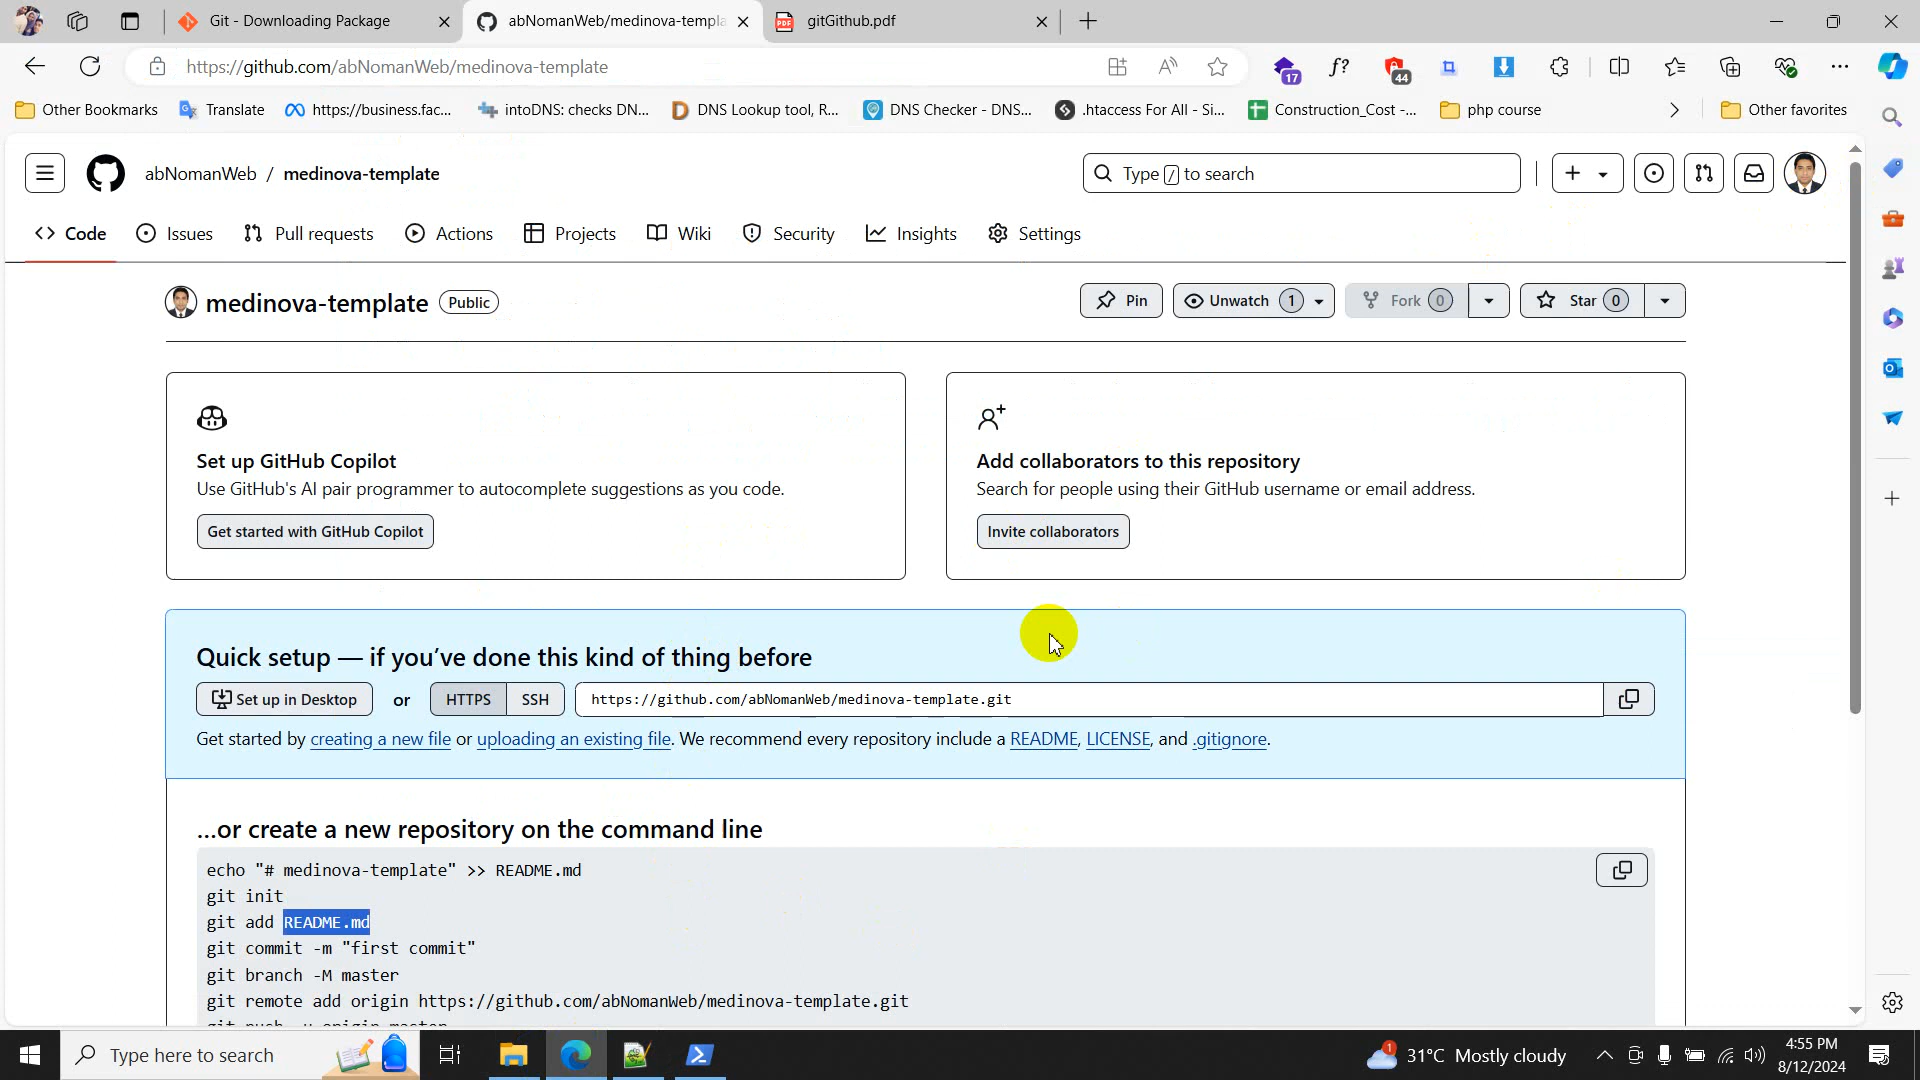 Git - Downloading Package
abNomanWeb/medinova-templa
PDF
gitGithub.pdf
https://github.com/abNomanWeb/medinova-template
17
f?
44
Other Bookmarks
Translate
https://business.fac...
intoDNS: checks DN...
DNS Lookup tool, R...
DNS Checker - DNS...
.htaccess For All - Si...
Construction_Cost -...
php course
Other favorites
abNomanWeb / medinova-template
Type / to search
Code
Issues
Pull requests
Actions
Projects
Wiki
Security
Insights
Settings
medinova-template Public
Pin
Unwatch 1
Fork 0
Star 0
Set up GitHub Copilot
Use GitHub's AI pair programmer to autocomplete suggestions as you code.
Get started with GitHub Copilot
Add collaborators to this repository
Search for people using their GitHub username or email address.
Invite collaborators
Quick setup — if you've done this kind of thing before
Set up in Desktop or HTTPS SSH https://github.com/abNomanWeb/medinova-template.git
Get started by creating a new file or uploading an existing file. We recommend every repository include a README, LICENSE, and .gitignore.
...or create a new repository on the command line
echo "# medinova-template" >> README.md
git init
git add README.md
git commit -m "first commit"
git branch -M master
git remote add origin https://github.com/abNomanWeb/medinova-template.git
git push -u origin master
Type here to search
1
31°C Mostly cloudy
4:55 PM
8/12/2024